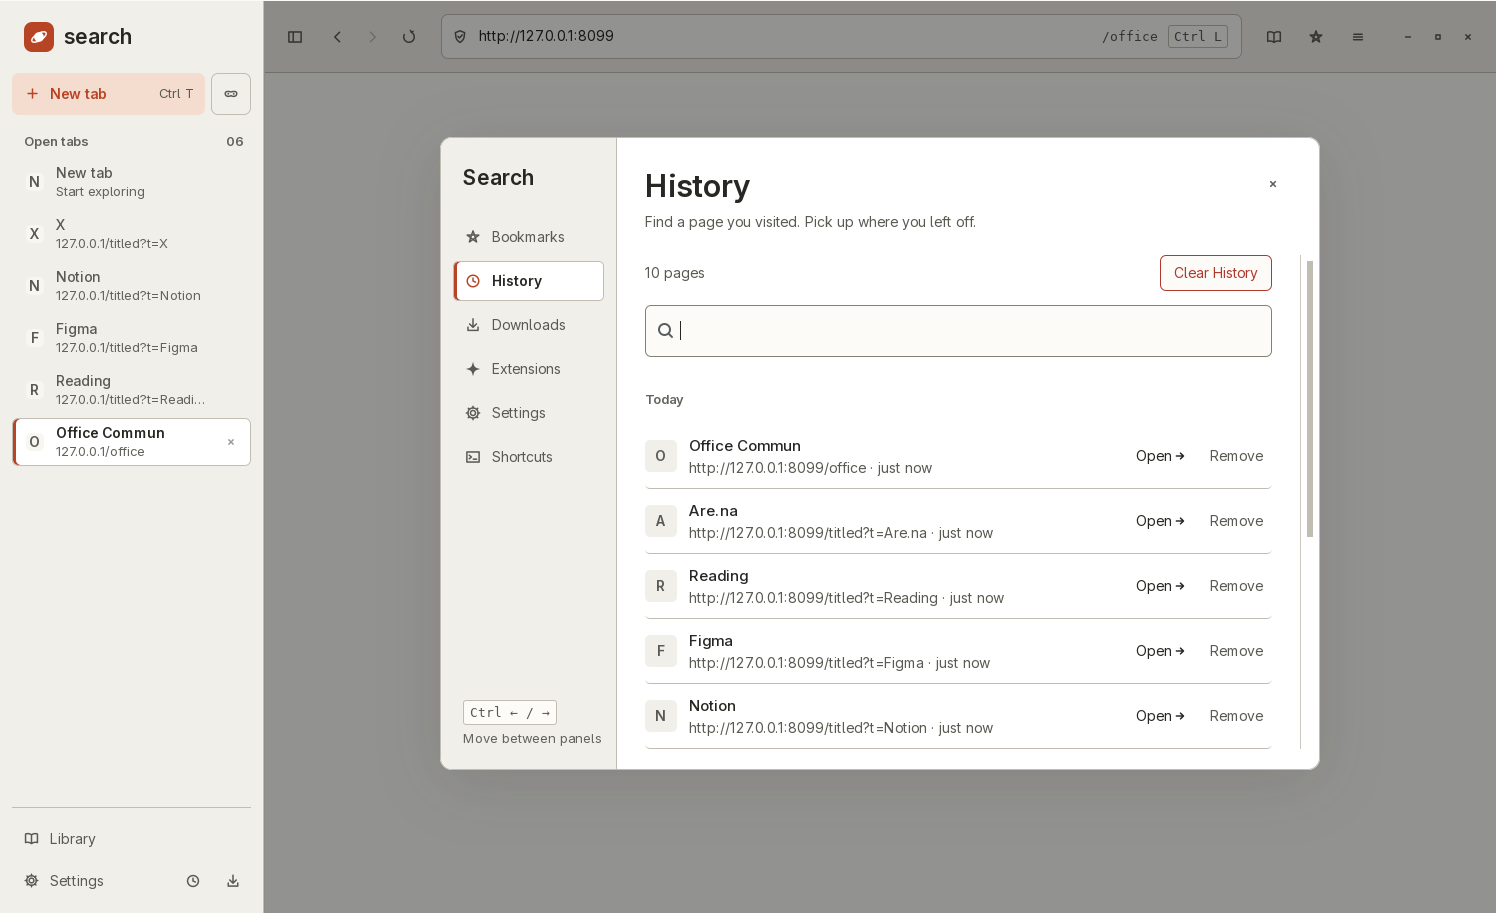 search
New tab
Ctrl T
Open tabs
06
N
New tab
Start exploring
X
X
127.0.0.1/titled?t=X
N
Notion
127.0.0.1/titled?t=Notion
F
Figma
127.0.0.1/titled?t=Figma
R
Reading
127.0.0.1/titled?t=Readi…
O
Office Commun
127.0.0.1/office
×
Library
Settings
http://127.0.0.1:8099
/office
Ctrl L
Search
Bookmarks
History
Downloads
Extensions
Settings
Shortcuts
Ctrl ← / →
Move between panels
History
Find a page you visited. Pick up where you left off.
10 pages
Clear History
Today
O
Office Commun
http://127.0.0.1:8099/office · just now
Open →
Remove
A
Are.na
http://127.0.0.1:8099/titled?t=Are.na · just now
Open →
Remove
R
Reading
http://127.0.0.1:8099/titled?t=Reading · just now
Open →
Remove
F
Figma
http://127.0.0.1:8099/titled?t=Figma · just now
Open →
Remove
N
Notion
http://127.0.0.1:8099/titled?t=Notion · just now
Open →
Remove